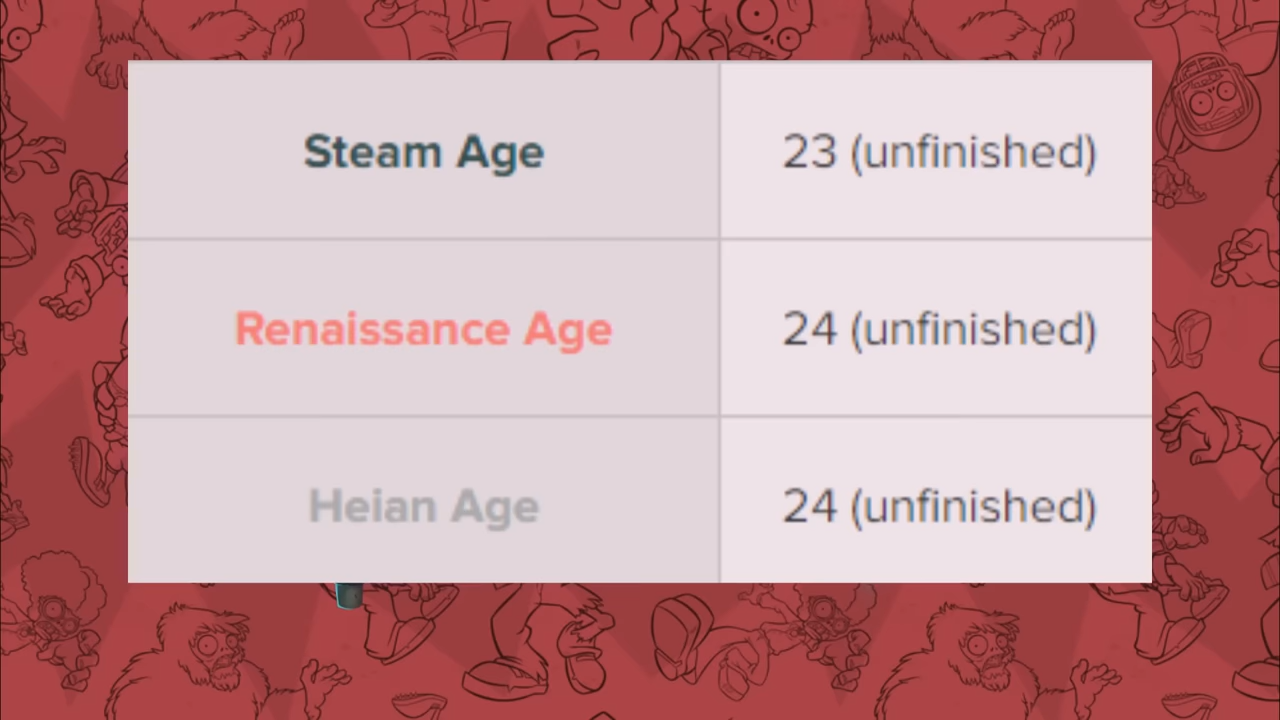 Steam Age 23 (unfinished)
Renaissance Age 24 (unfinished)
Heian Age 24 (unfinished)